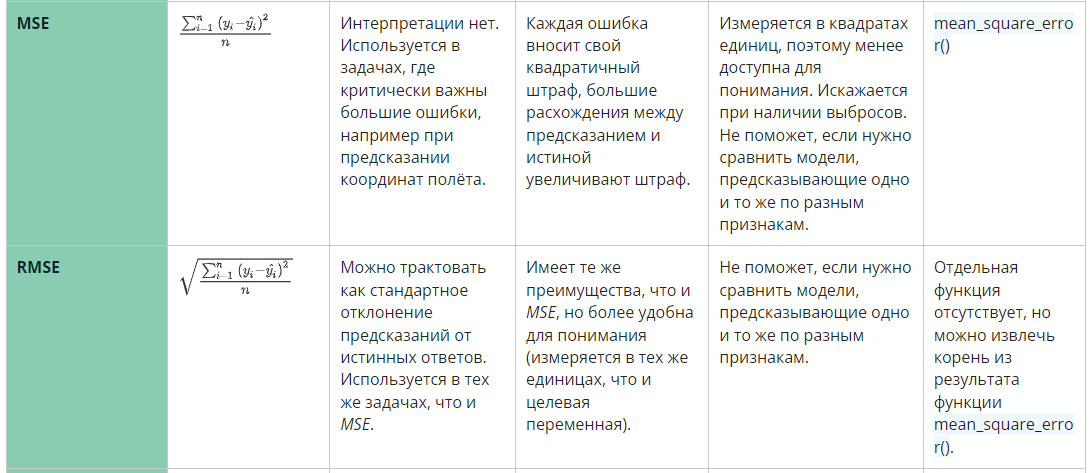 MSE
\frac{\sum_{i=1}^{n} (y_i - \hat{y_i})^2}{n}
Интерпретации нет.
Используется в
задачах, где
критически важны
большие ошибки,
например при
предсказании
координат полёта.
Каждая ошибка
вносит свой
квадратичный
штраф, большие
расхождения между
предсказанием и
истиной
увеличивают штраф.
Измеряется в квадратах
единиц, поэтому менее
доступна для
понимания. Искажается
при наличии выбросов.
Не поможет, если нужно
сравнить модели,
предсказывающие одно
и то же по разным
признакам.
mean_square_erro
r()
RMSE
\sqrt{\frac{\sum_{i=1}^{n} (y_i - \hat{y_i})^2}{n}}
Можно трактовать
как стандартное
отклонение
предсказаний от
истинных ответов.
Используется в тех
же задачах, что и
MSE.
Имеет те же
преимущества, что и
MSE, но более удобна
для понимания
(измеряется в тех же
единицах, что и
целевая
переменная).
Не поможет, если нужно
сравнить модели,
предсказывающие одно
и то же по разным
признакам.
Отдельная
функция
отсутствует, но
можно извлечь
корень из
результата
функции
mean_square_erro
r().